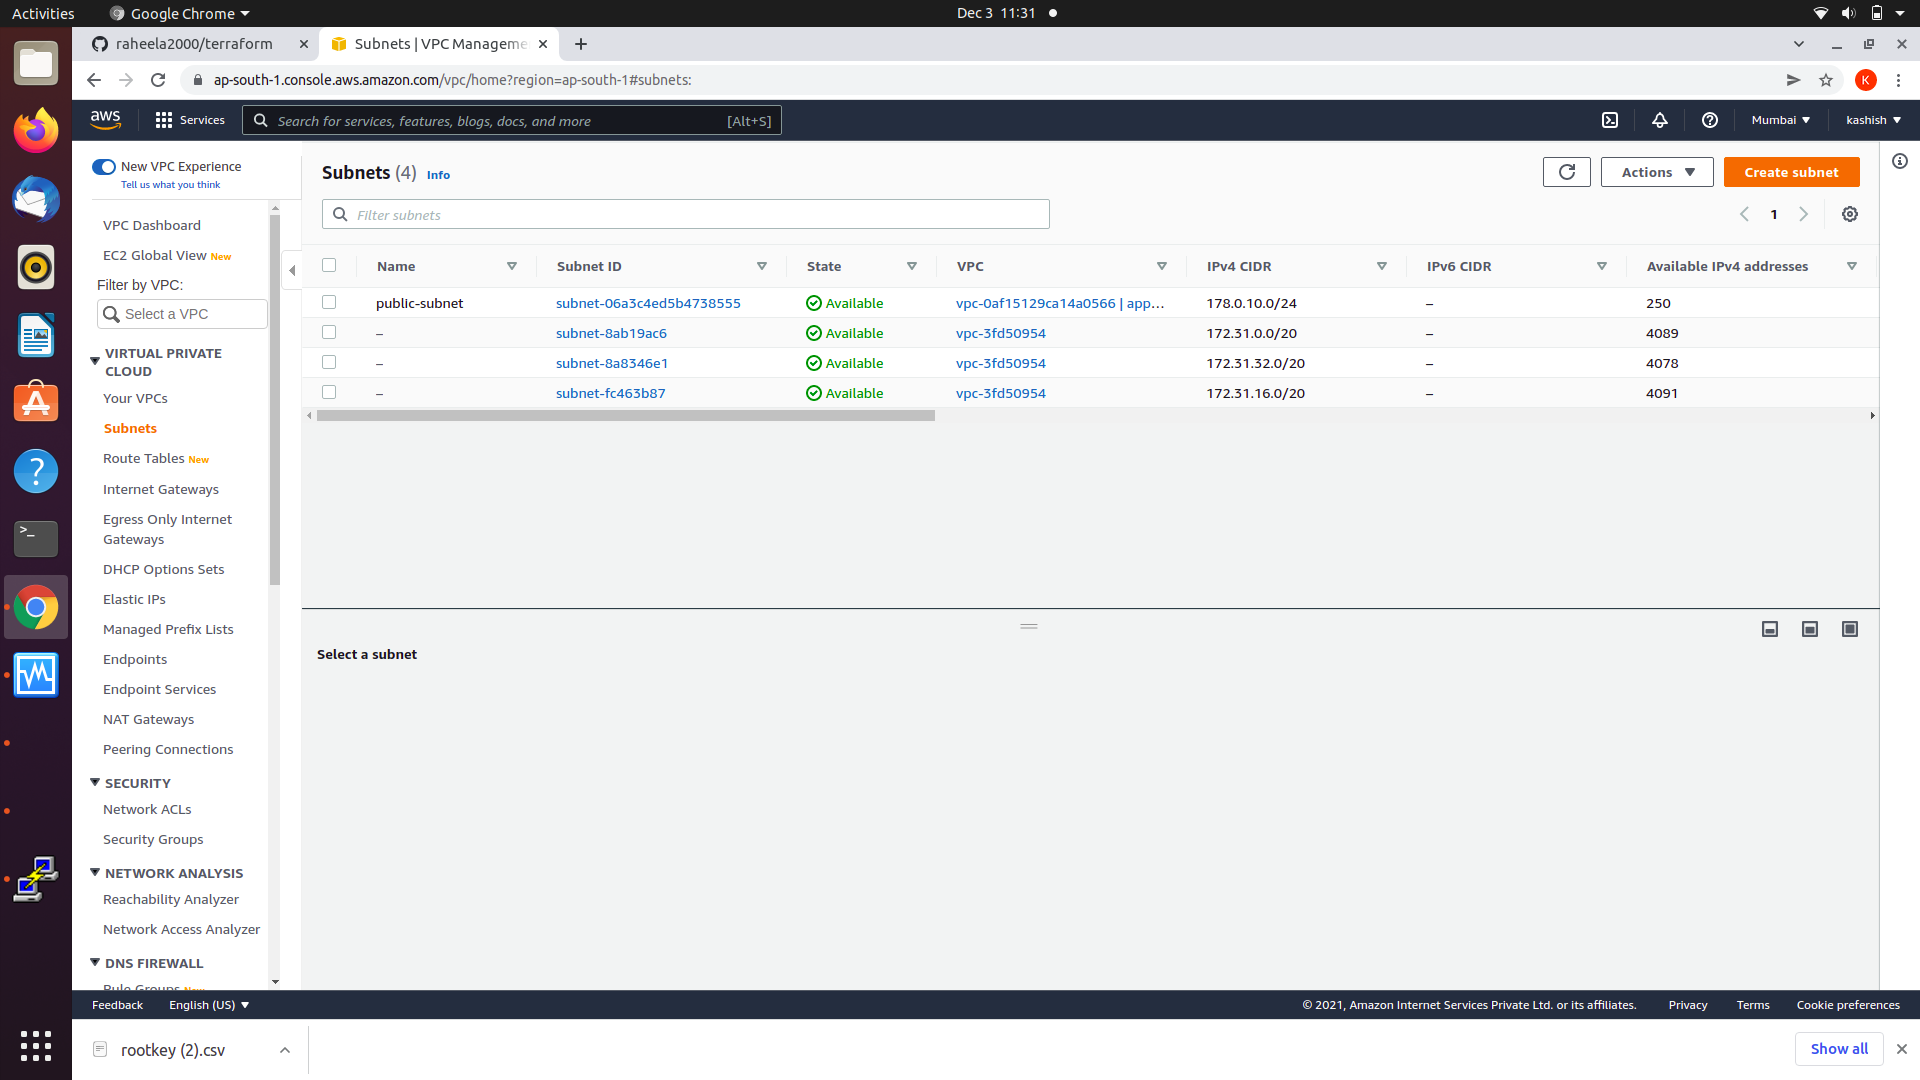 Activities
Google Chrome
Dec 3 11:31
raheela2000/terraform
Subnets | VPC Manageme
ap-south-1.console.aws.amazon.com/vpc/home?region=ap-south-1#subnets:
K
aws
Services
Search for services, features, blogs, docs, and more
[Alt+S]
Mumbai
kashish
New VPC Experience
Tell us what you think
VPC Dashboard
EC2 Global View New
Filter by VPC:
Select a VPC
VIRTUAL PRIVATE
CLOUD
Your VPCs
Subnets
Route Tables New
Internet Gateways
Egress Only Internet
Gateways
DHCP Options Sets
Elastic IPs
Managed Prefix Lists
Endpoints
Endpoint Services
NAT Gateways
Peering Connections
SECURITY
Network ACLs
Security Groups
NETWORK ANALYSIS
Reachability Analyzer
Network Access Analyzer
DNS FIREWALL
Rule Groups New
Subnets (4) Info
Actions
Create subnet
Filter subnets
1
Name Subnet ID State VPC IPv4 CIDR IPv6 CIDR Available IPv4 addresses
public-subnet subnet-06a3c4ed5b4738555 Available vpc-0af15129ca14a0566 | app... 178.0.10.0/24 – 250
– subnet-8ab19ac6 Available vpc-3fd50954 172.31.0.0/20 – 4089
– subnet-8a8346e1 Available vpc-3fd50954 172.31.32.0/20 – 4078
– subnet-fc463b87 Available vpc-3fd50954 172.31.16.0/20 – 4091
Select a subnet
Feedback
English (US)
© 2021, Amazon Internet Services Private Ltd. or its affiliates.
Privacy
Terms
Cookie preferences
rootkey (2).csv
Show all